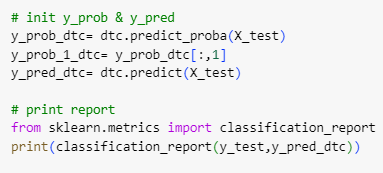 # init y_prob & y_pred
y_prob_dtc= dtc.predict_proba(X_test)
y_prob_1_dtc= y_prob_dtc[:,1]
y_pred_dtc= dtc.predict(X_test)

# print report
from sklearn.metrics import classification_report
print(classification_report(y_test,y_pred_dtc))